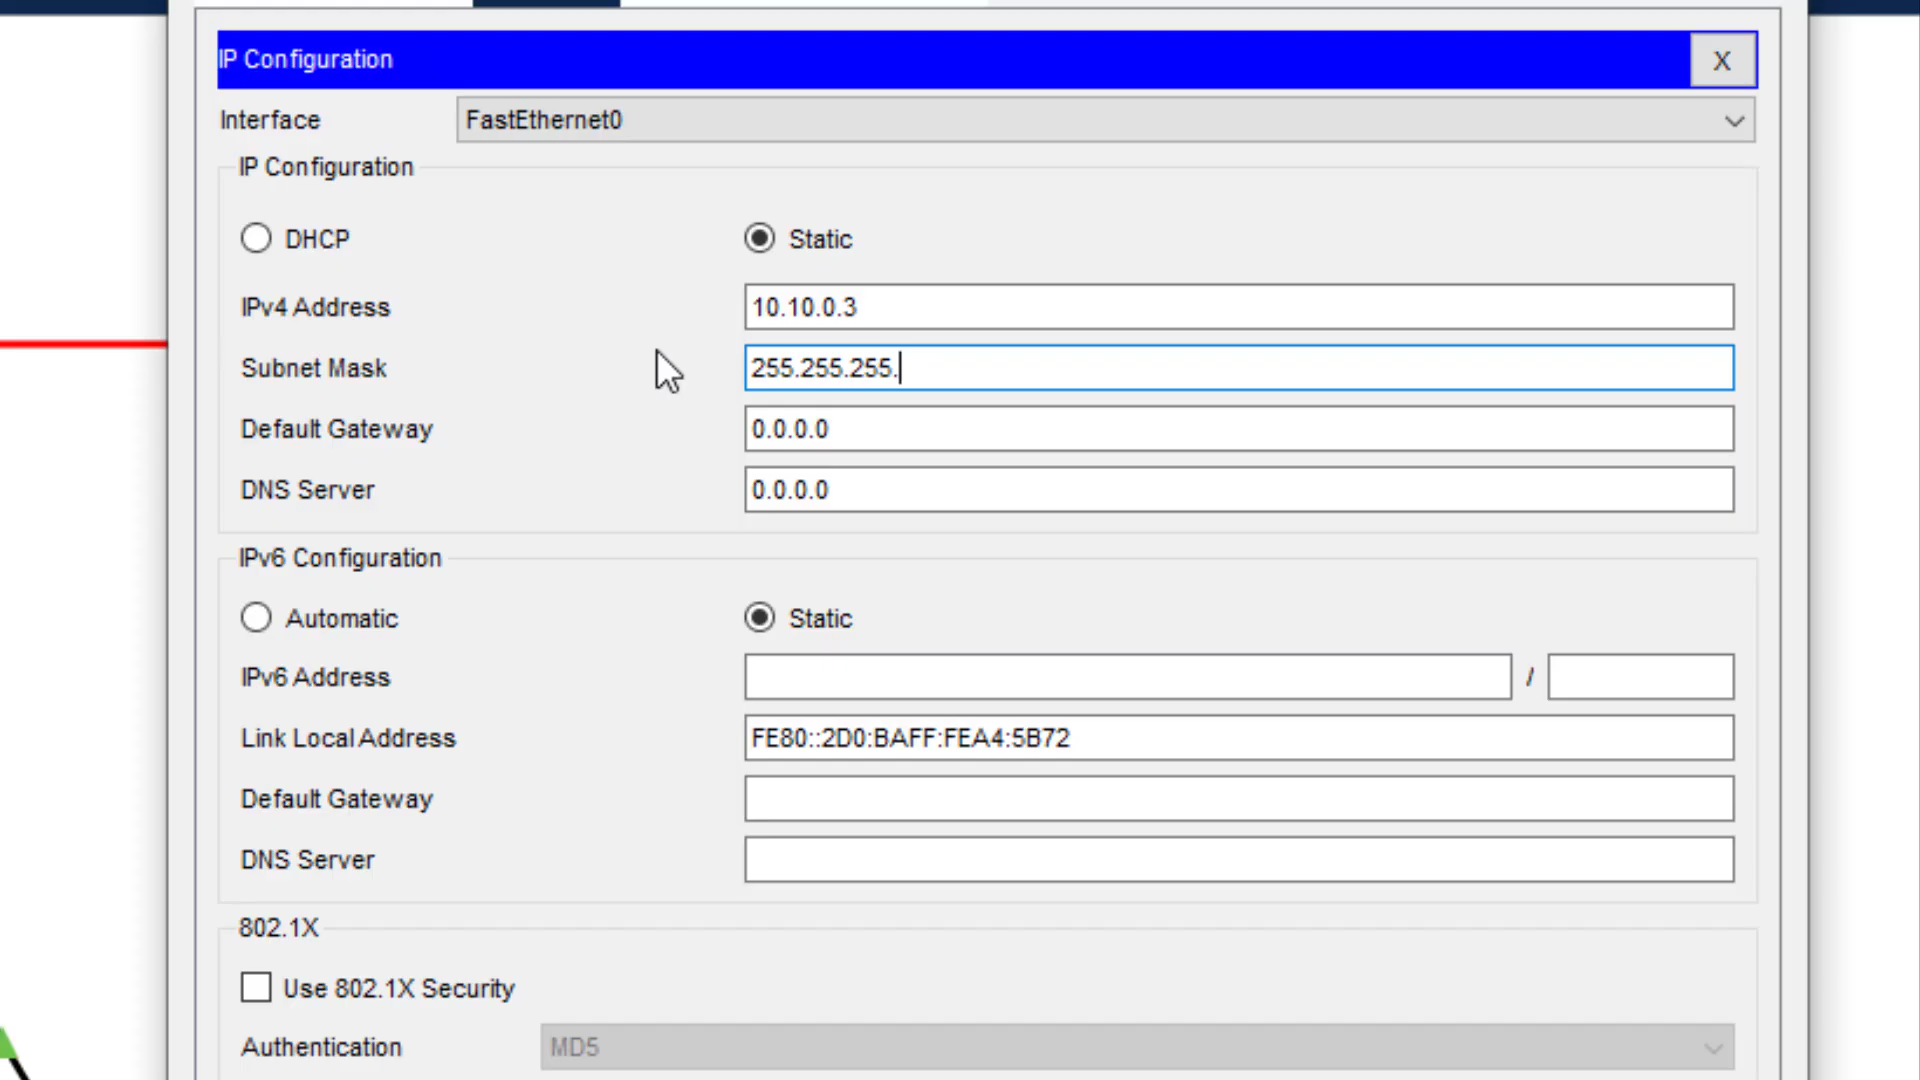 IP Configuration X
Interface FastEthernet0
IP Configuration
DHCP Static
IPv4 Address 10.10.0.3
Subnet Mask 255.255.255.
Default Gateway 0.0.0.0
DNS Server 0.0.0.0
IPv6 Configuration
Automatic Static
IPv6 Address /
Link Local Address FE80::2D0:BAFF:FEA4:5B72
Default Gateway
DNS Server
802.1X
Use 802.1X Security
Authentication MD5